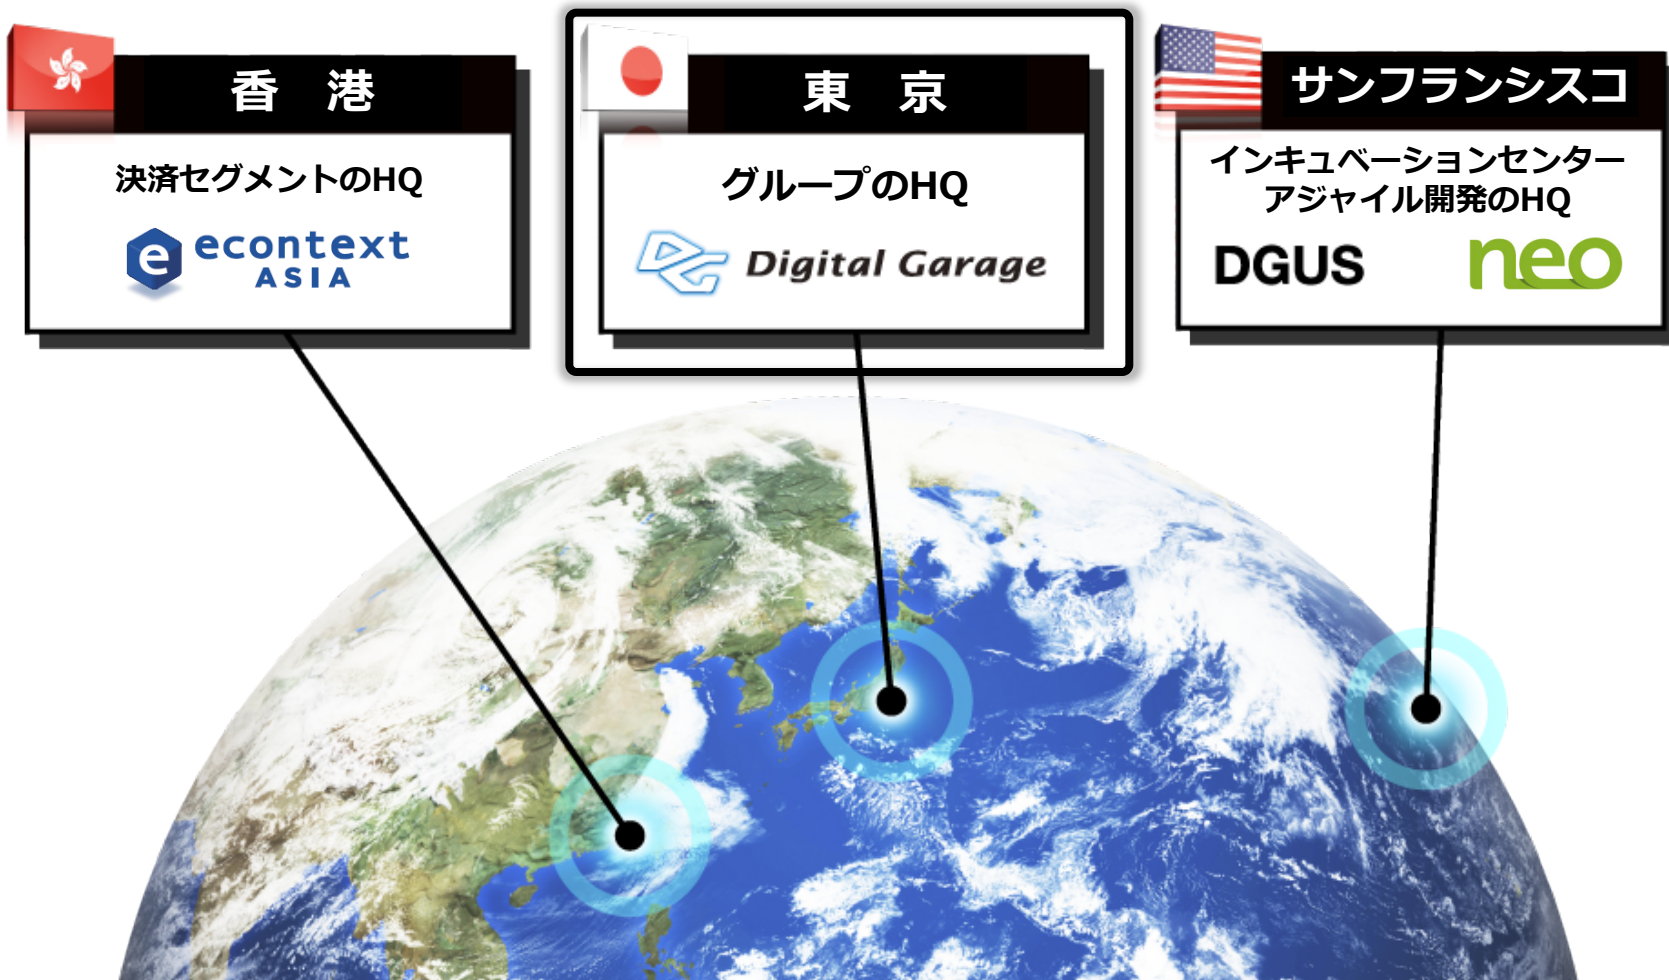 香 港
決済セグメントのHQ
e econtext
ASIA
東 京
グループのHQ
DG Digital Garage
サンフランシスコ
インキュベーションセンター
アジャイル開発のHQ
DGUS neo